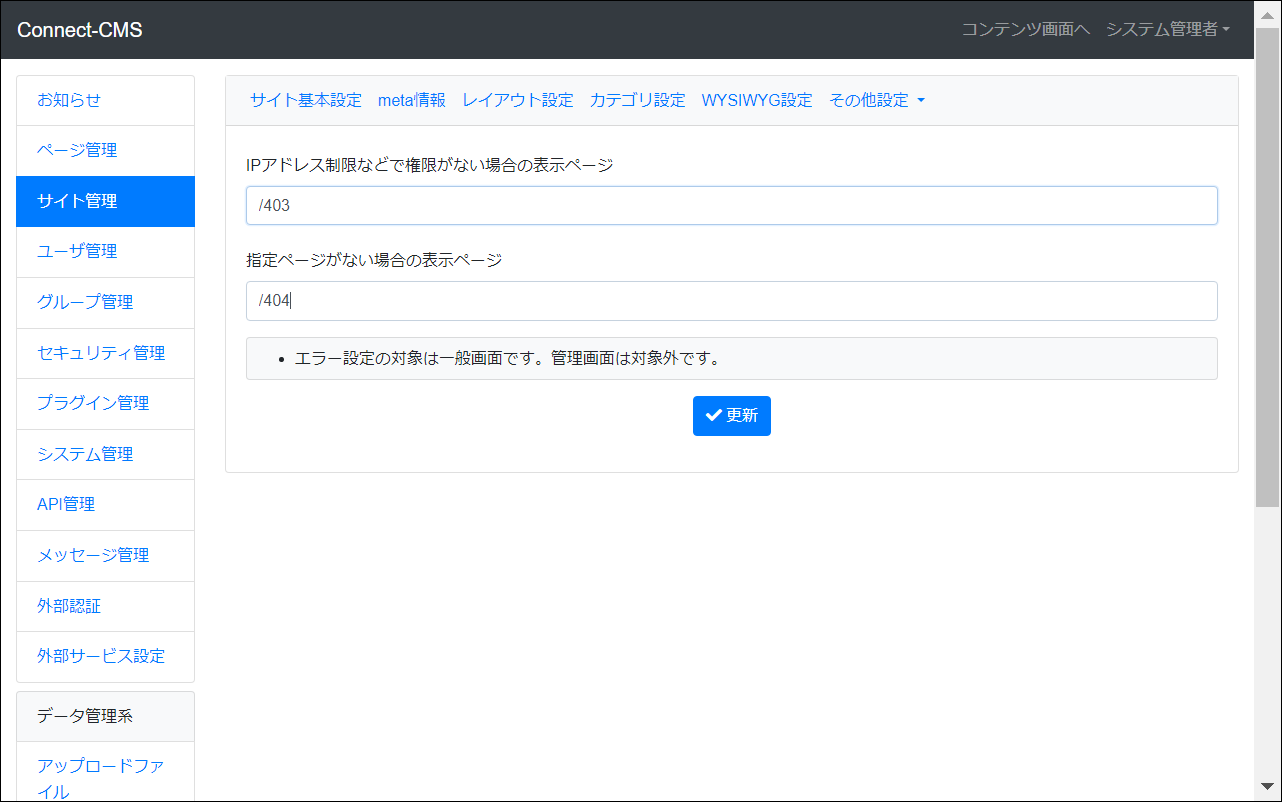 Connect-CMS
コンテンツ画面へ システム管理者
お知らせ
ページ管理
サイト管理
ユーザ管理
グループ管理
セキュリティ管理
プラグイン管理
システム管理
API管理
メッセージ管理
外部認証
外部サービス設定
データ管理系
アップロードファ
イル
サイト基本設定 meta情報 レイアウト設定 カテゴリ設定 WYSIWYG設定 その他設定
IPアドレス制限などで権限がない場合の表示ページ
/403
指定ページがない場合の表示ページ
/404
エラー設定の対象は一般画面です。管理画面は対象外です。
更新